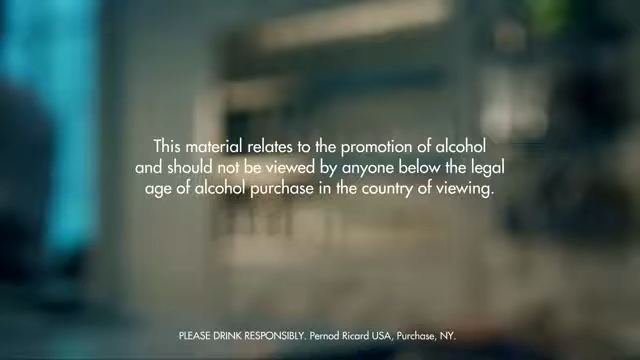 This material relates to the promotion of alcohol
and should not be viewed by anyone below the legal
age of alcohol purchase in the country of viewing.
PLEASE DRINK RESPONSIBLY. Pernod Ricard USA, Purchase, NY.